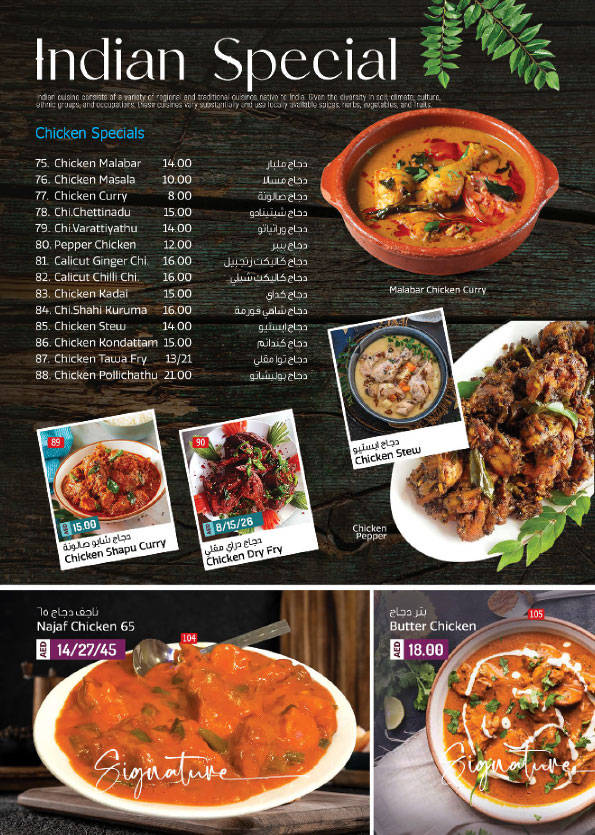 Indian Special
Indian cuisine consists of a variety of regional and traditional cuisines native to India. Given the diversity in soil, climate, culture,
ethnic groups, and occupations, these cuisines vary substantially and use locally available spices, herbs, vegetables, and fruits.
Chicken Specials
75. Chicken Malabar 14.00 دجاج مليبار
76. Chicken Masala 10.00 دجاج مسالا
77. Chicken Curry 8.00 دجاج صالونة
78. Chi.Chettinadu 15.00 دجاج شيتينادو
79. Chi.Varattiyathu 14.00 دجاج
80. Pepper Chicken 12.00 دجاج ببر
81. Calicut Ginger Chi. 16.00 دجاج كاليكت زنجبيل
82. Calicut Chilli Chi. 16.00 دجاج كاليكت شيلي
83. Chicken Kadai 15.00 دجاج كداي
84. Chi.Shahi Kuruma 16.00 دجاج شاهي قورمة
85. Chicken Stew 14.00 دجاج ايستيو
86. Chicken Kondattam 15.00 دجاج
87. Chicken Tawa Fry 13/21 دجاج توا مقلي
88. Chicken Pollichathu 21.00 دجاج
Malabar Chicken Curry
دجاج ايستيو
Chicken Stew
Chicken
Pepper
89
AED 15.00
دجاج شابو صالونة
Chicken Shapu Curry
90
AED 8/15/26
دجاج دراي مقلي
Chicken Dry Fry
ناجف دجاج ٦٥
Najaf Chicken 65
AED 14/27/45
104
Signature
بتر دجاج
Butter Chicken
AED 18.00
105
Signature